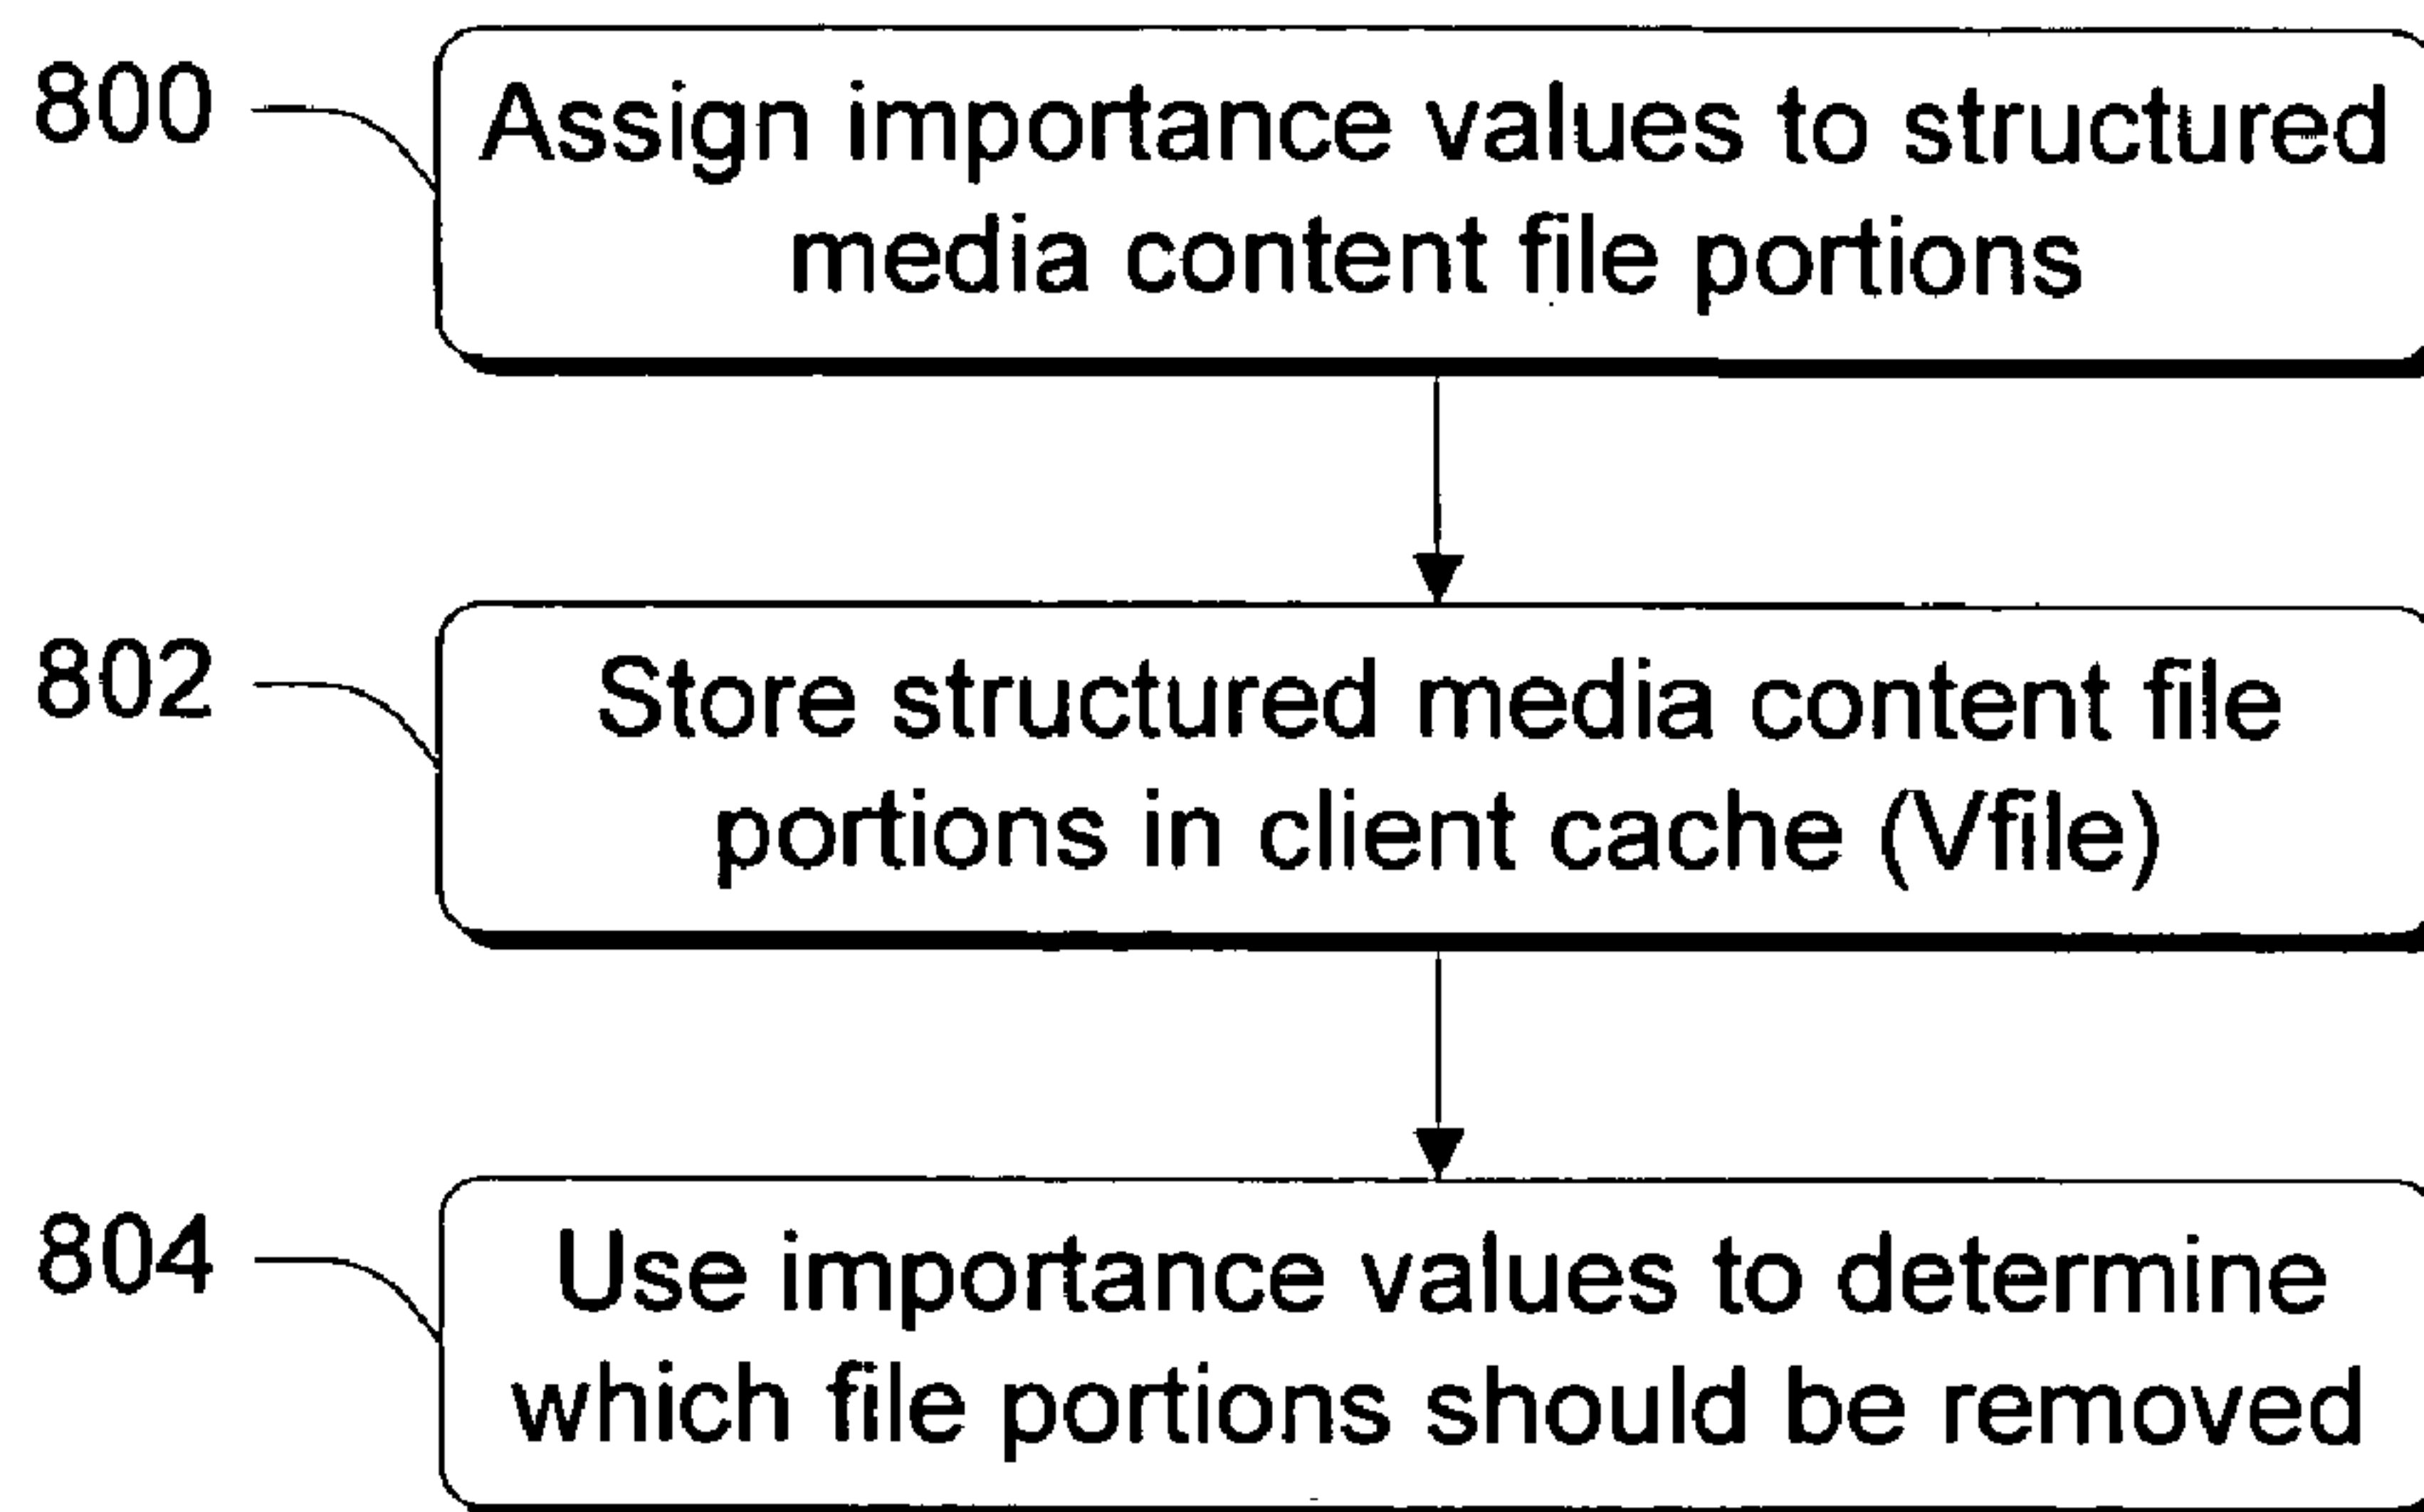 800
Assign importance values to structured
media content file portions
802
Store structured media content file
portions in client cache (Vfile)
804
Use importance values to determine
which file portions should be removed